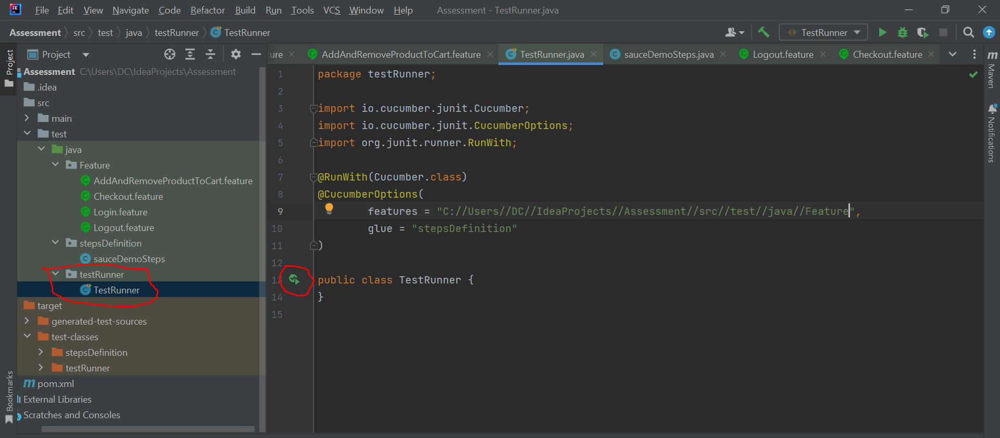 File Edit View Navigate Code Refactor Build Run Tools VCS Window Help Assessment - TestRunner.java
Assessment src test java testRunner TestRunner TestRunner
Project
Project
ture AddAndRemoveProductToCart.feature TestRunner.java sauceDemoSteps.java Logout.feature Checkout.feature
Assessment C:\Users\DC\IdeaProjects\Assessment
.idea
src
main
test
java
Feature
AddAndRemoveProductToCart.feature
Checkout.feature
Login.feature
Logout.feature
stepsDefinition
sauceDemoSteps
testRunner
TestRunner
target
generated-test-sources
test-classes
stepsDefinition
testRunner
pom.xml
External Libraries
Scratches and Consoles
Bookmarks
1 package testRunner;
2
3 import io.cucumber.junit.Cucumber;
4 import io.cucumber.junit.CucumberOptions;
5 import org.junit.runner.RunWith;
6
7 @RunWith(Cucumber.class)
8 @CucumberOptions(
9 features = "C://Users//DC//IdeaProjects//Assessment//src//test//java//Feature",
10 glue = "stepsDefinition"
11 )
12
13 public class TestRunner {
14 }
15
Maven
Notifications